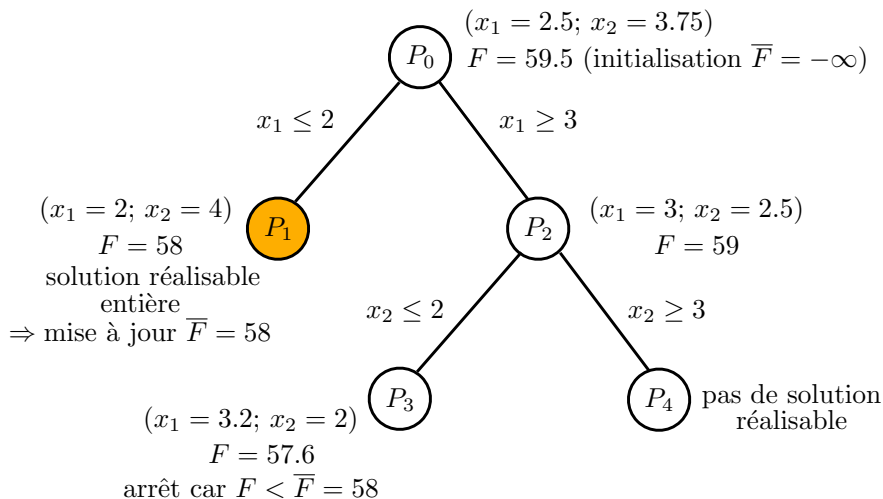 (x₁ = 2.5; x₂ = 3.75)
P₀
F = 59.5 (initialisation F̅ = −∞)
x₁ ≤ 2
x₁ ≥ 3
(x₁ = 2; x₂ = 4)
F = 58
solution réalisable
entière
⇒ mise à jour F̅ = 58
P₁
P₂
(x₁ = 3; x₂ = 2.5)
F = 59
x₂ ≤ 2
x₂ ≥ 3
P₃
(x₁ = 3.2; x₂ = 2)
F = 57.6
arrêt car F < F̅ = 58
P₄
pas de solution
réalisable